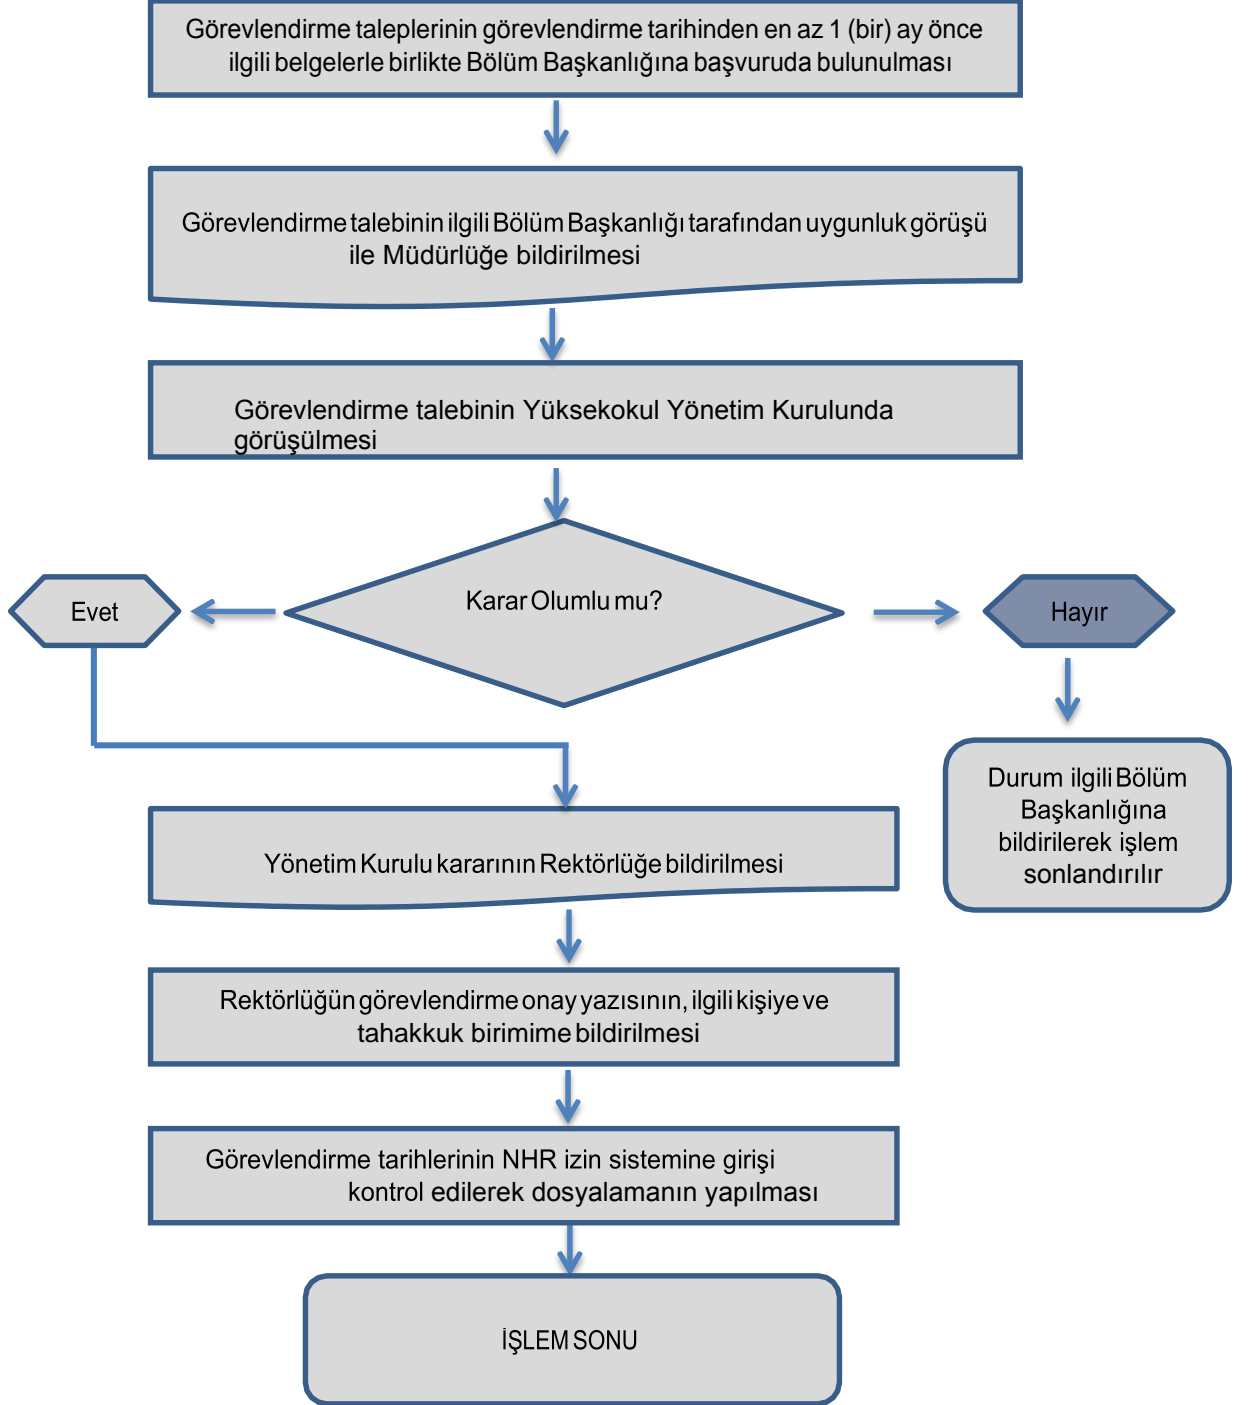 Görevlendirme taleplerinin görevlendirme tarihinden en az 1 (bir) ay önce
ilgili belgelerle birlikte Bölüm Başkanlığına başvuruda bulunulması
Görevlendirme talebinin ilgili Bölüm Başkanlığı tarafından uygunluk görüşü
ile Müdürlüğe bildirilmesi
Görevlendirme talebinin Yüksekokul Yönetim Kurulunda
görüşülmesi
Karar Olumlu mu?
Evet
Hayır
Durum ilgili Bölüm
Başkanlığına
bildirilerek işlem
sonlandırılır
Yönetim Kurulu kararının Rektörlüğe bildirilmesi
Rektörlüğün görevlendirme onay yazısının, ilgili kişiye ve
tahakkuk birimime bildirilmesi
Görevlendirme tarihlerinin NHR izin sistemine girişi
kontrol edilerek dosyalamanın yapılması
İŞLEM SONU